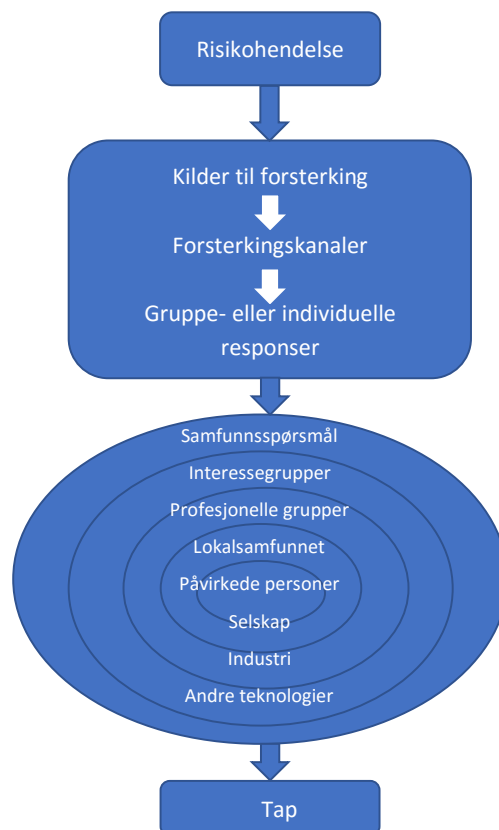 Risikohendelse
Kilder til forsterking
Forsterkingskanaler
Gruppe- eller individuelle
responser
Samfunnsspørsmål
Interessegrupper
Profesjonelle grupper
Lokalsamfunnet
Påvirkede personer
Selskap
Industri
Andre teknologier
Tap